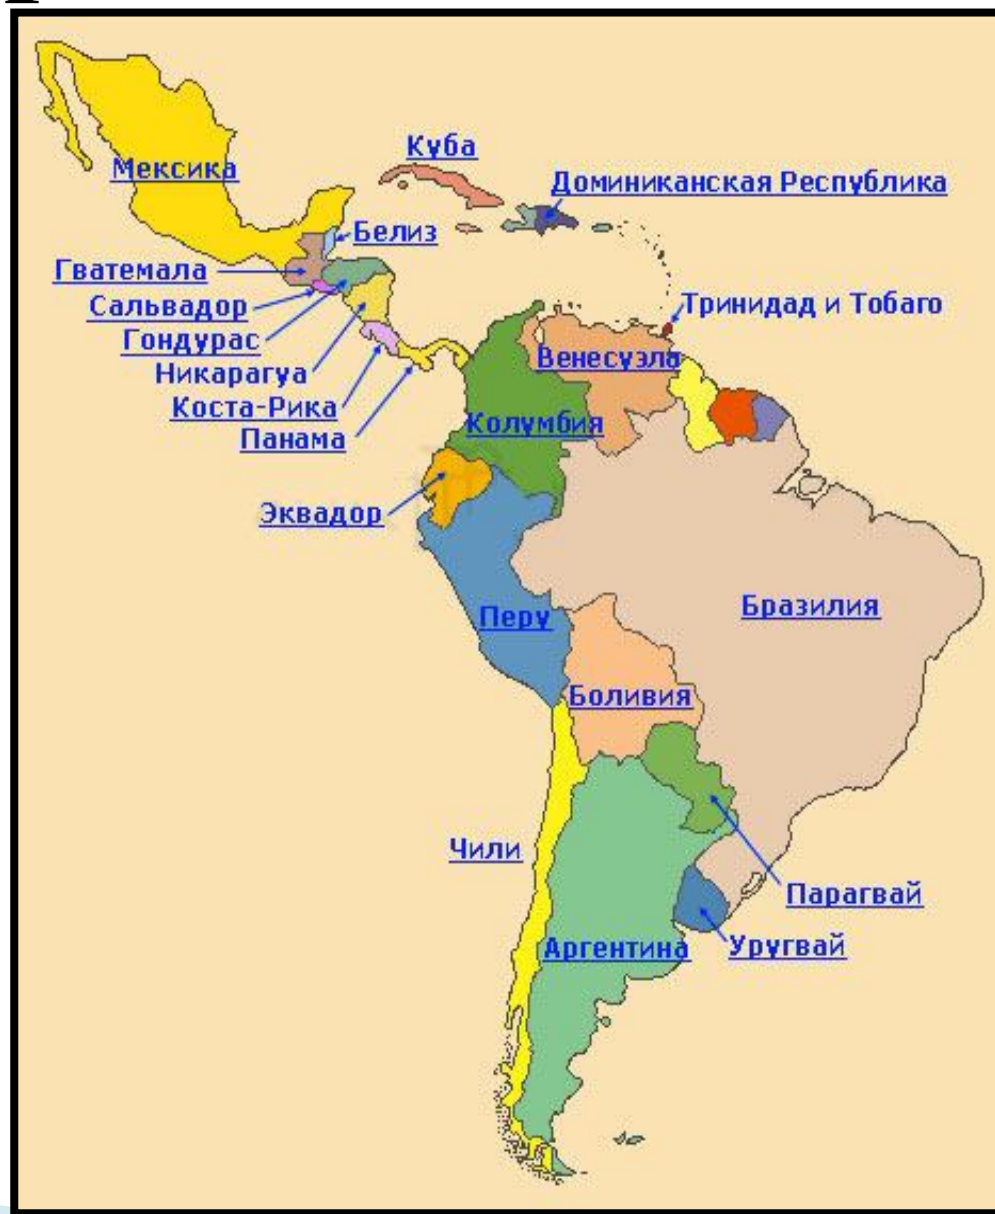 Куба
Мексика
Доминиканская Республика
Белиз
Гватемала
Сальвадор
Тринидад и Тобаго
Гондурас
Венесуэла
Никарагуа
Коста-Рика
Колумбия
Панама
Эквадор
Бразилия
Перу
Боливия
Чили
Парагвай
Аргентина
Уругвай